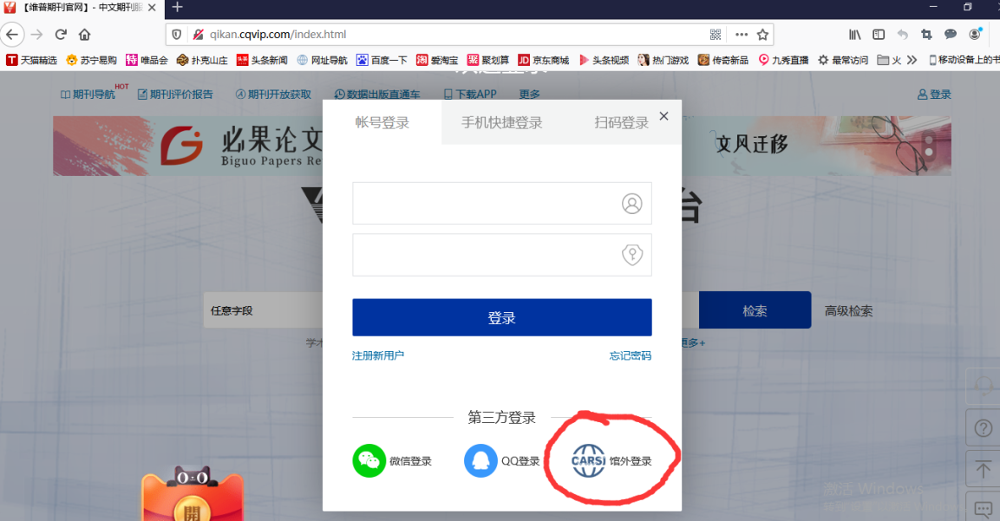 【维普期刊官网】- 中文期刊服
qikan.cqvip.com/index.html
天猫精选 苏宁易购 唯品会 扑克山庄 头条新闻 网址导航 百度一下 爱淘宝 聚划算 京东商城 头条视频 热门游戏 传奇新品 九秀直播 最常访问 火 移动设备上的书
期刊导航 HOT 期刊评价报告 期刊开放获取 数据出版直通车 下载APP 更多 登录
帐号登录 手机快捷登录 扫码登录
必果论文
Biguo Papers Re
文风迁移
台
任意字段 检索 高级检索
登录
学术
更多+
注册新用户 忘记密码
第三方登录
微信登录 QQ登录 CARSI 馆外登录
開
激活 Windows